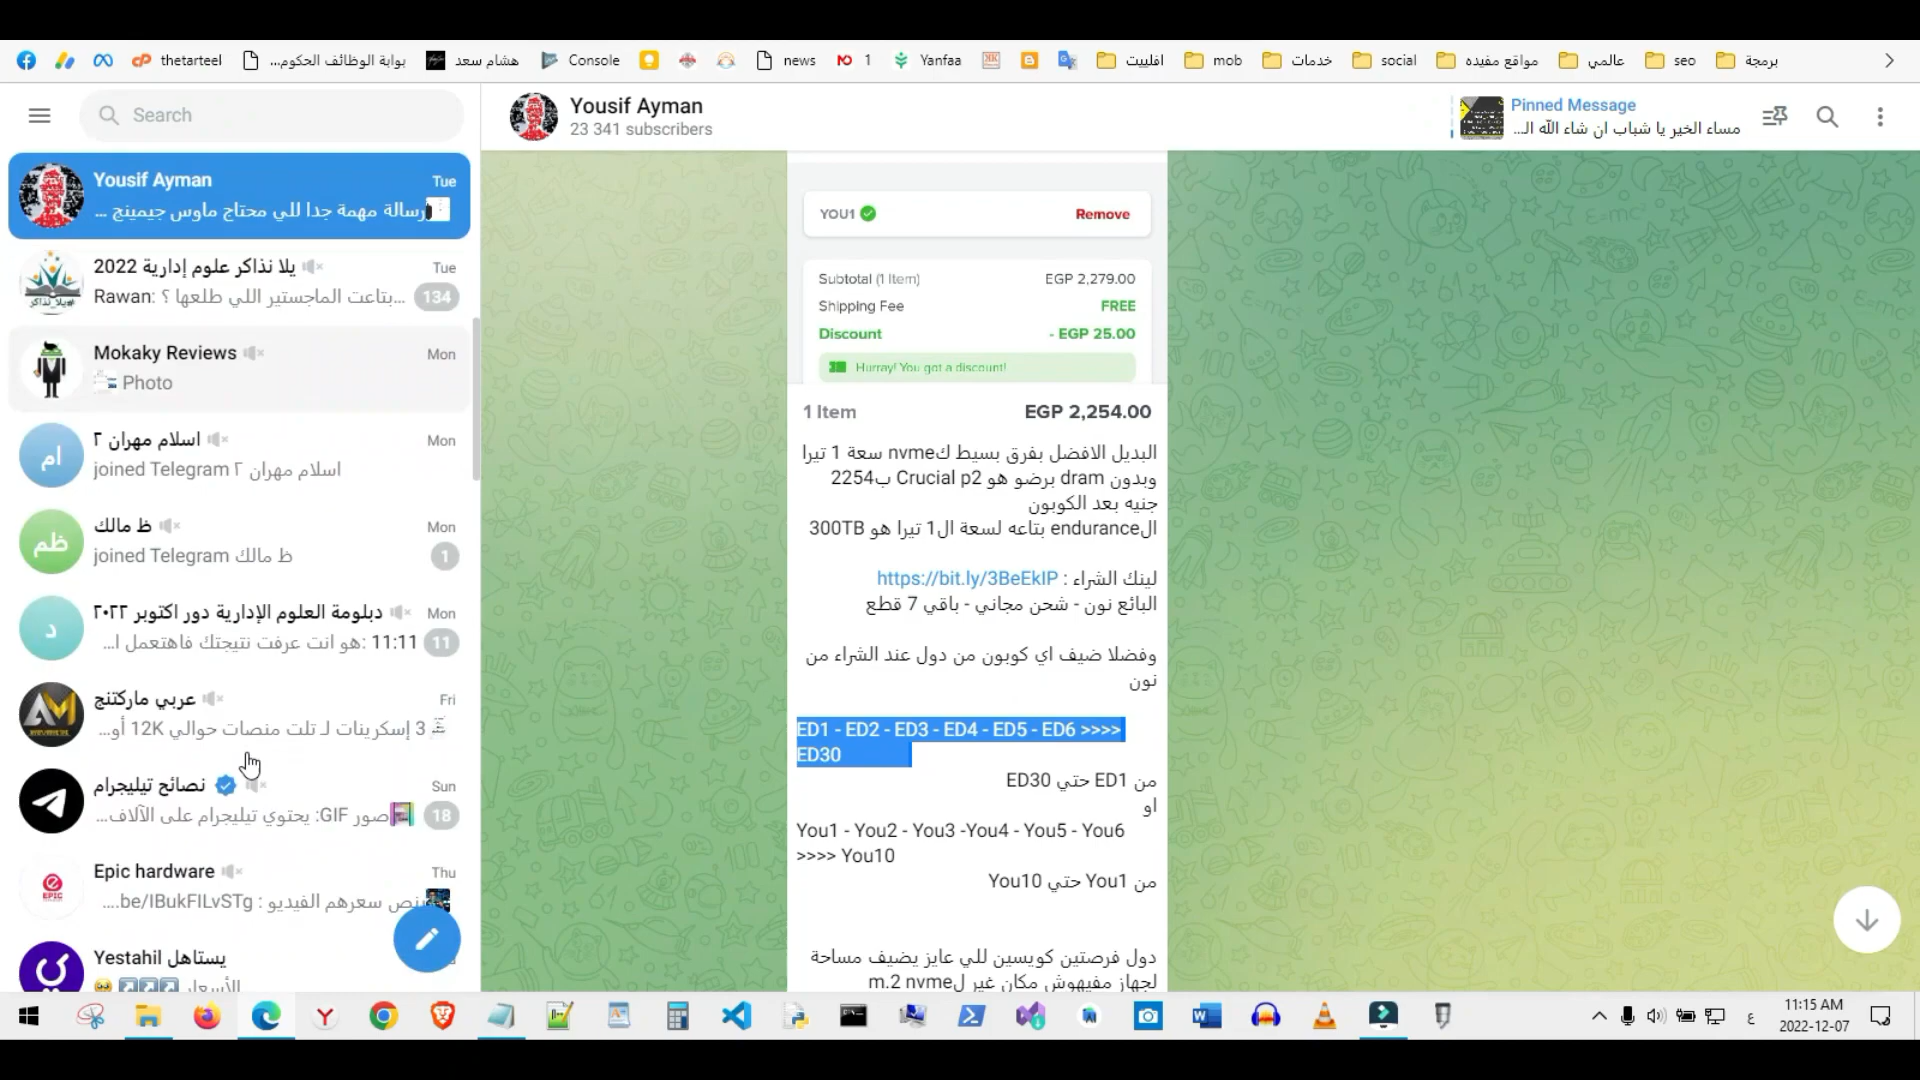 thetarteel
بوابة الوظائف الحكوم...
هشام سعد
Console
news
1
Yanfaa
افلييت
mob
خدمات
social
مواقع مفيده
عالمي
seo
برمجة
Search
Yousif Ayman
23 341 subscribers
Pinned Message
مساء الخير يا شباب ان شاء الله الـ...
Yousif Ayman
Tue
رسالة مهمة جدا للي محتاج ماوس جيمينج ...
يلا نذاكر علوم إدارية 2022
Tue
Rawan: بتاعت الماجستير اللي طلعها ؟...
134
Mokaky Reviews
Mon
Photo
ام
اسلام مهران ٢
Mon
اسلام مهران ٢ joined Telegram
ظم
ظ مالك
Mon
ظ مالك joined Telegram
1
د
دبلومة العلوم الإدارية دور اكتوبر ٢٠٢٢
Mon
11:11 :هو انت عرفت نتيجتك فاهتعمل ا...
11
عربي ماركتنج
Fri
3 إسكرينات لـ تلت منصات حوالي 12K أو...
نصائح تيليجرام
Sun
صور GIF: يحتوي تيليجرام على الآلاف...
18
Epic hardware
Thu
بنص سعرهم الفيديو : be/IBukFILvSTg....
Yestahil يستاهل
الأسعار
YOU1
Remove
Subtotal (1 Item)
EGP 2,279.00
Shipping Fee
FREE
Discount
- EGP 25.00
Hurray! You got a discount!
1 Item
EGP 2,254.00
البديل الافضل بفرق بسيط كnvme سعة 1 تيرا
وبدون dram برضو هو Crucial p2 ب2254
جنيه بعد الكوبون
الendurance بتاعه لسعة ال1 تيرا هو 300TB
لينك الشراء : https://bit.ly/3BeEkIP
البائع نون - شحن مجاني - باقي 7 قطع
وفضلا ضيف اي كوبون من دول عند الشراء من
نون
ED1 - ED2 - ED3 - ED4 - ED5 - ED6 >>>>
ED30
من ED1 حتي ED30
او
You1 - You2 - You3 -You4 - You5 - You6
>>>> You10
من You1 حتي You10
دول فرصتين كويسين للي عايز يضيف مساحة
لجهاز مفيهوش مكان غير لm.2 nvme
ع
11:15 AM
2022-12-07